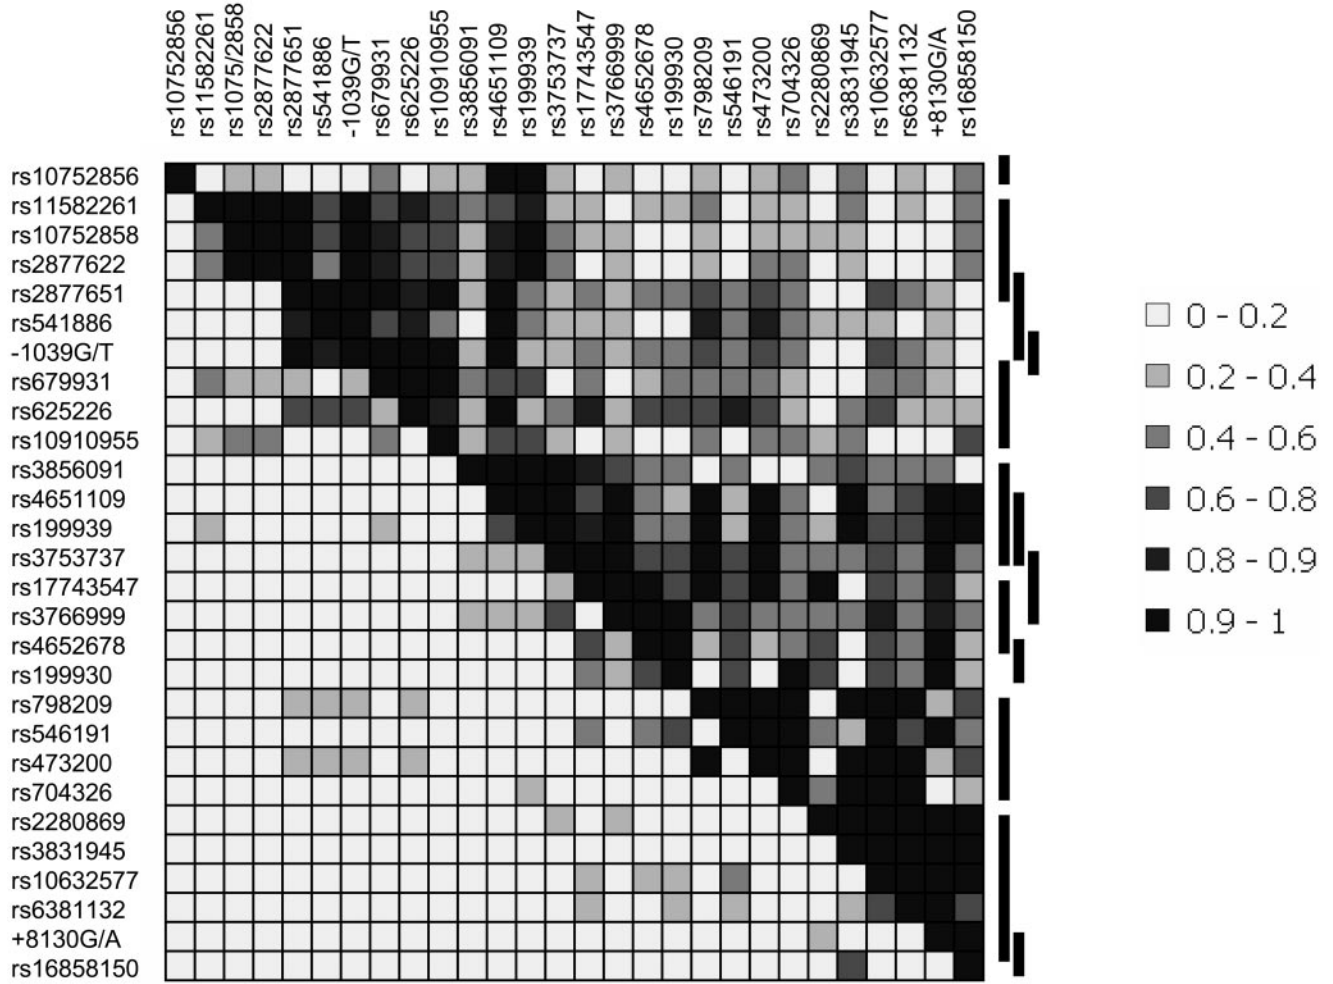 rs10752856
rs11582261
rs1075/2858
rs2877622
rs2877651
rs541886
-1039G/T
rs679931
rs625226
rs10910955
rs3856091
rs4651109
rs199939
rs3753737
rs17743547
rs3766999
rs4652678
rs199930
rs798209
rs546191
rs473200
rs704326
rs2280869
rs3831945
rs10632577
rs6381132
+8130G/A
rs16858150
rs10752856
rs11582261
rs10752858
rs2877622
rs2877651
rs541886
-1039G/T
rs679931
rs625226
rs10910955
rs3856091
rs4651109
rs199939
rs3753737
rs17743547
rs3766999
rs4652678
rs199930
rs798209
rs546191
rs473200
rs704326
rs2280869
rs3831945
rs10632577
rs6381132
+8130G/A
rs16858150
0 - 0.2
0.2 - 0.4
0.4 - 0.6
0.6 - 0.8
0.8 - 0.9
0.9 - 1